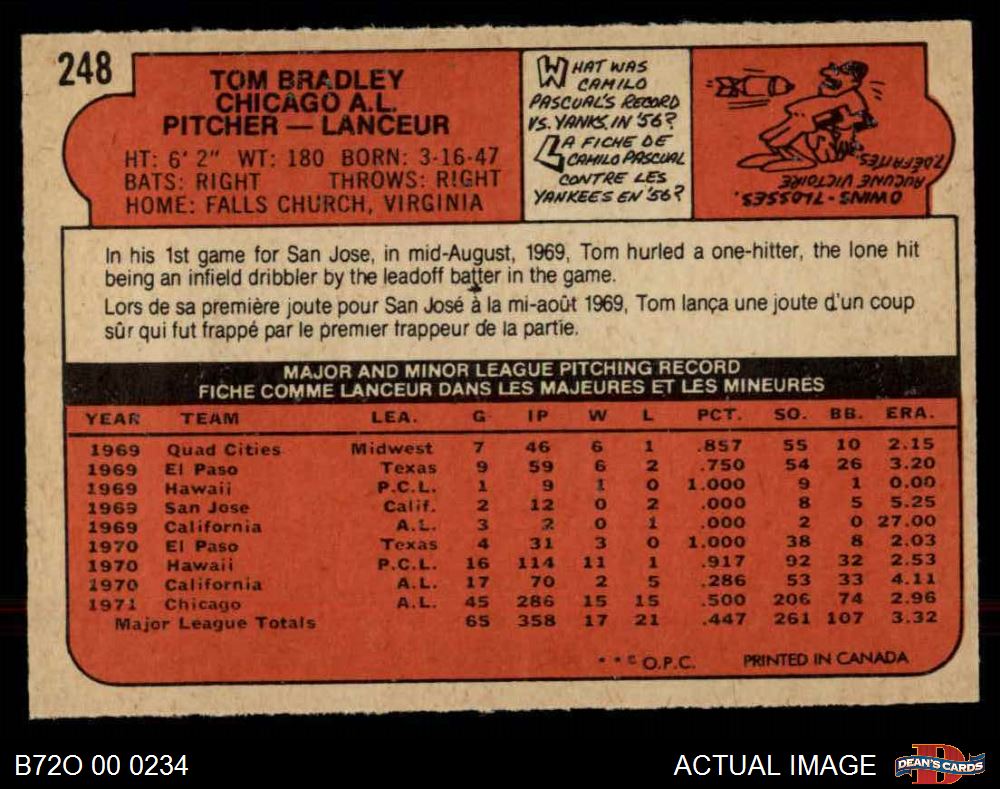 248
TOM BRADLEY
CHICAGO A.L.
PITCHER — LANCEUR
HT: 6' 2" WT: 180 BORN: 3-16-47
BATS: RIGHT THROWS: RIGHT
HOME: FALLS CHURCH, VIRGINIA
WHAT WAS
CAMILO
PASCUAL'S RECORD
VS. YANKS, IN '56?
LA FICHE DE
CAMILO PASCUAL
CONTRE LES
YANKEES EN '56?
0WINS-7LOSSES.
AUCUNE VICTOIRE
7DÉFAITES
In his 1st game for San Jose, in mid-August, 1969, Tom hurled a one-hitter, the lone hit
being an infield dribbler by the leadoff batter in the game.
Lors de sa première joute pour San José à la mi-août 1969, Tom lança une joute d'un coup
sûr qui fut frappé par le premier frappeur de la partie.
MAJOR AND MINOR LEAGUE PITCHING RECORD
FICHE COMME LANCEUR DANS LES MAJEURES ET LES MINEURES
YEAR TEAM LEA. G IP W L PCT. SO. BB. ERA.
1969 Quad Cities Midwest 7 46 6 1 .857 55 10 2.15
1969 El Paso Texas 9 59 6 2 .750 54 26 3.20
1969 Hawaii P.C.L. 1 9 1 0 1.000 9 1 0.00
1969 San Jose Calif. 2 12 0 2 .000 8 5 5.25
1969 California A.L. 3 2 0 1 .000 2 0 27.00
1970 El Paso Texas 4 31 3 0 1.000 38 8 2.03
1970 Hawaii P.C.L. 16 114 11 1 .917 92 32 2.53
1970 California A.L. 17 70 2 5 .286 53 33 4.11
1971 Chicago A.L. 45 286 15 15 .500 206 74 2.96
Major League Totals 65 358 17 21 .447 261 107 3.32
* * © O.P.C. PRINTED IN CANADA
B72O 00 0234
ACTUAL IMAGE
D
DEAN'S CARDS